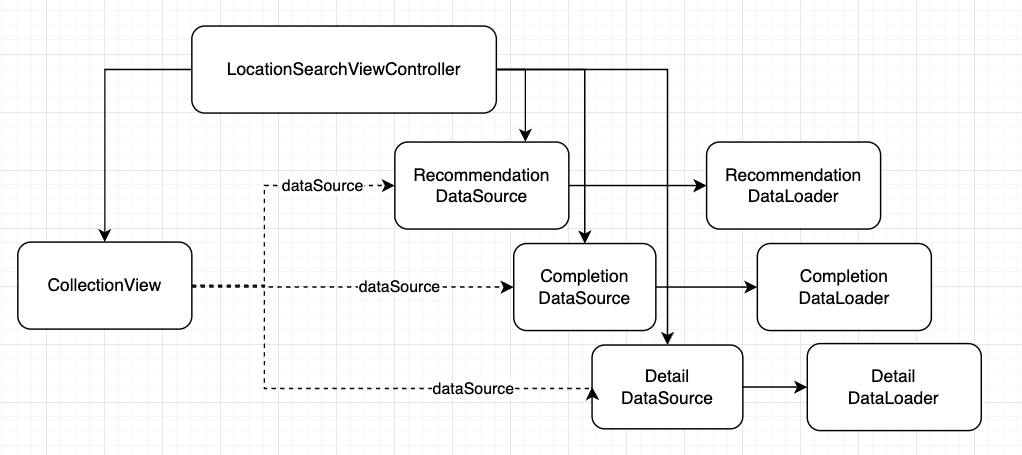 LocationSearchViewController
dataSource
Recommendation
DataSource
Recommendation
DataLoader
CollectionView
dataSource
Completion
DataSource
Completion
DataLoader
dataSource
Detail
DataSource
Detail
DataLoader